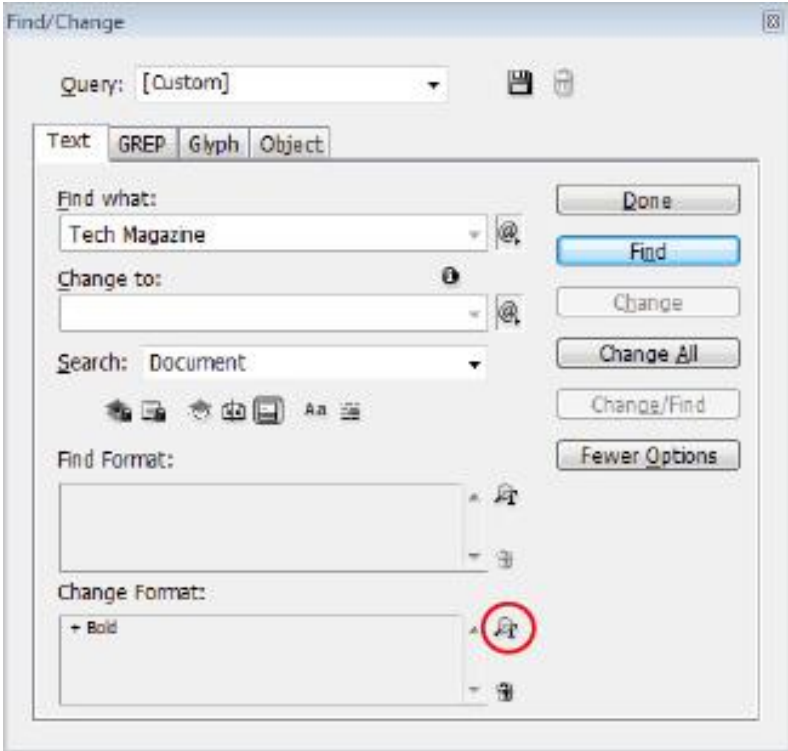 Find/Change
Query: [Custom]
Text GREP Glyph Object
Find what:
Tech Magazine
Change to:
Search: Document
Aa
Find Format:
Change Format:
+ Bold
Done
Find
Change
Change All
Change/Find
Fewer Options